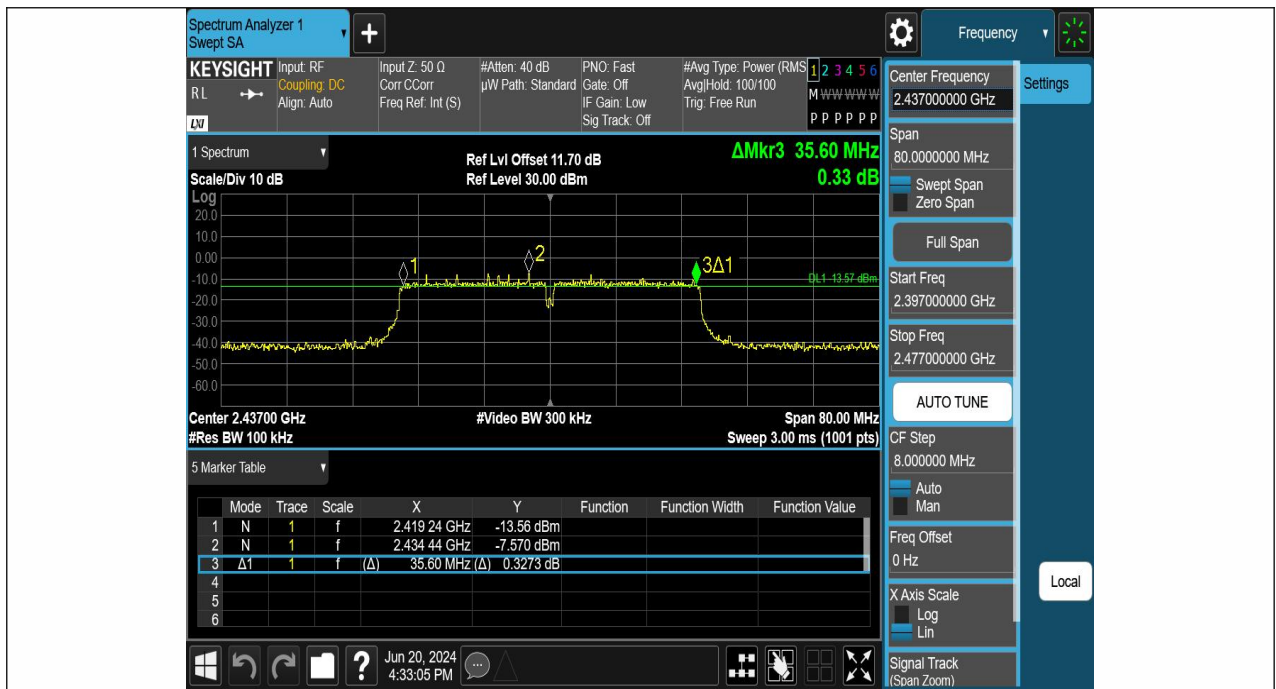 Spectrum Analyzer 1
Swept SA
+
Frequency
KEYSIGHT
RL
LXI
Input: RF
Coupling: DC
Align: Auto
Input Z: 50 Ω
Corr CCorr
Freq Ref: Int (S)
#Atten: 40 dB
µW Path: Standard
PNO: Fast
Gate: Off
IF Gain: Low
Sig Track: Off
#Avg Type: Power (RMS
Avg|Hold: 100/100
Trig: Free Run
1 2 3 4 5 6
M W W W W W
P P P P P P
1 Spectrum
Scale/Div 10 dB
Ref Lvl Offset 11.70 dB
Ref Level 30.00 dBm
ΔMkr3 35.60 MHz
0.33 dB
Log
20.0
10.0
0.00
-10.0
-20.0
-30.0
-40.0
-50.0
-60.0
1
2
3Δ1
DL1 -13.57 dBm
Center 2.43700 GHz
#Video BW 300 kHz
Span 80.00 MHz
#Res BW 100 kHz
Sweep 3.00 ms (1001 pts)
5 Marker Table
Mode Trace Scale X Y Function Function Width Function Value
1 N 1 f 2.419 24 GHz -13.56 dBm
2 N 1 f 2.434 44 GHz -7.570 dBm
3 Δ1 1 f (Δ) 35.60 MHz (Δ) 0.3273 dB
4
5
6
?
Jun 20, 2024
4:33:05 PM
Center Frequency
2.437000000 GHz
Settings
Span
80.0000000 MHz
Swept Span
Zero Span
Full Span
Start Freq
2.397000000 GHz
Stop Freq
2.477000000 GHz
AUTO TUNE
CF Step
8.000000 MHz
Auto
Man
Freq Offset
0 Hz
Local
X Axis Scale
Log
Lin
Signal Track
(Span Zoom)